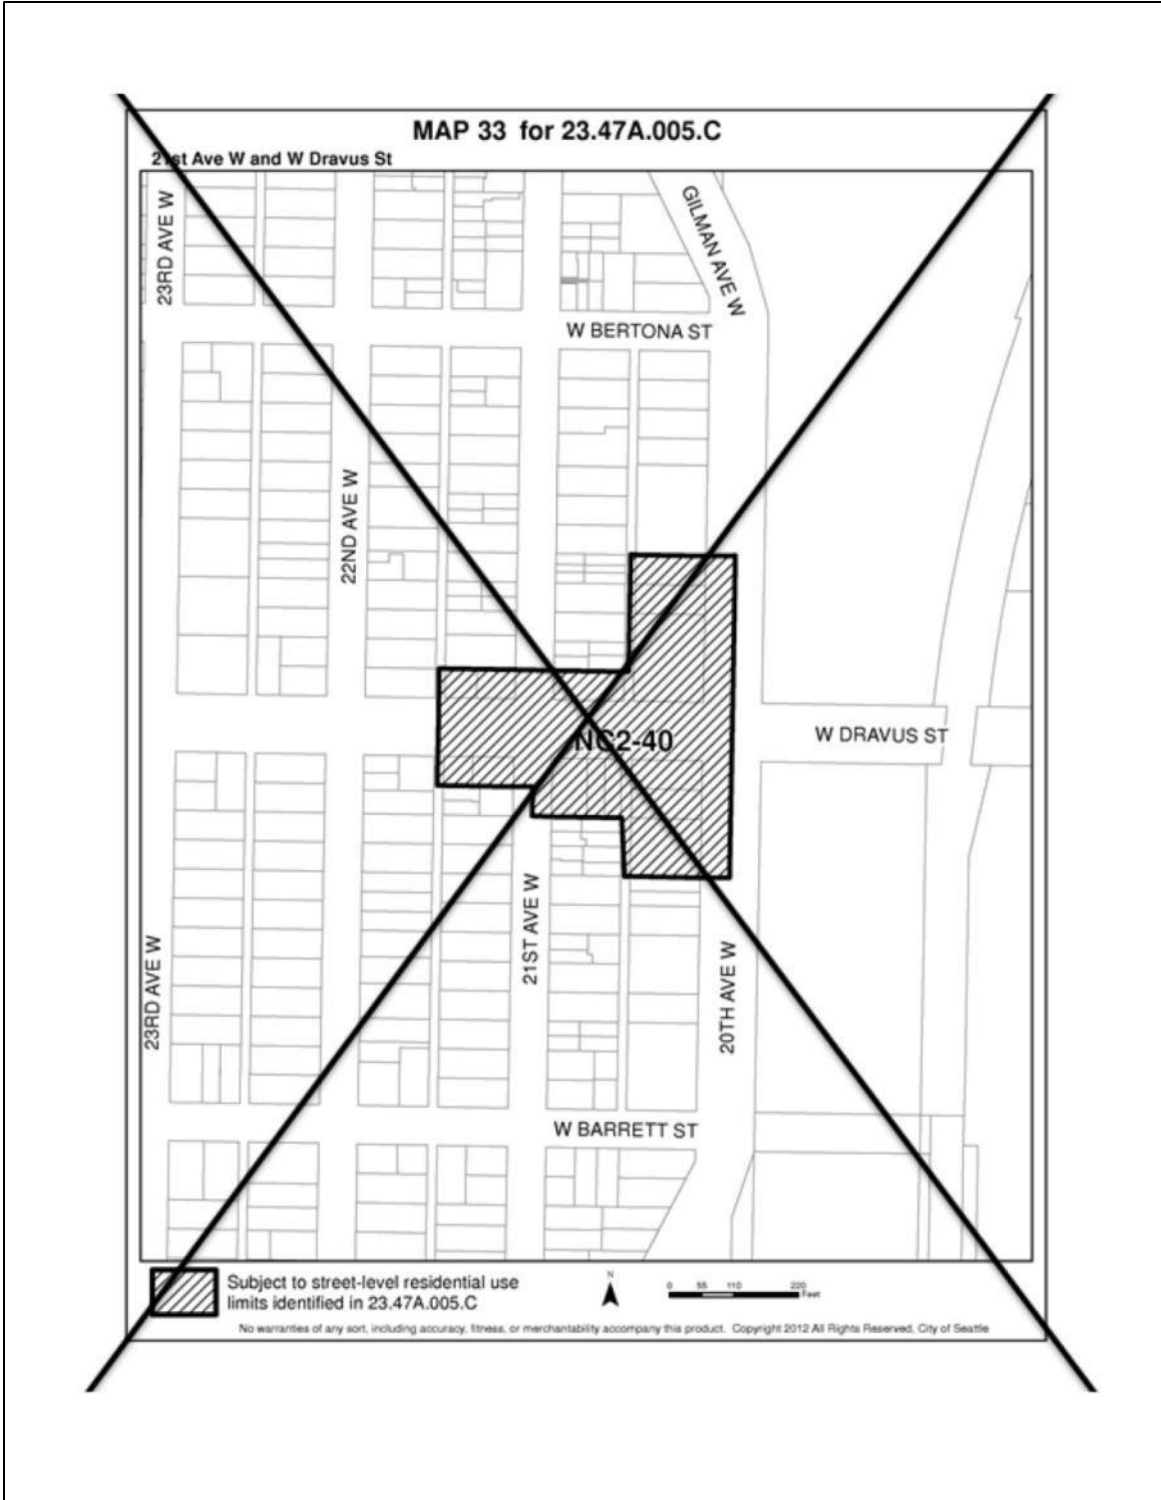 MAP 33 for 23.47A.005.C
21st Ave W and W Dravus St
23RD AVE W
GILMAN AVE W
W BERTONA ST
22ND AVE W
NC2-40
W DRAVUS ST
21ST AVE W
23RD AVE W
20TH AVE W
W BARRETT ST
Subject to street-level residential use
limits identified in 23.47A.005.C
N
0 55 110 220
Feet
No warranties of any sort, including accuracy, fitness, or merchantability accompany this product. Copyright 2012 All Rights Reserved, City of Seattle